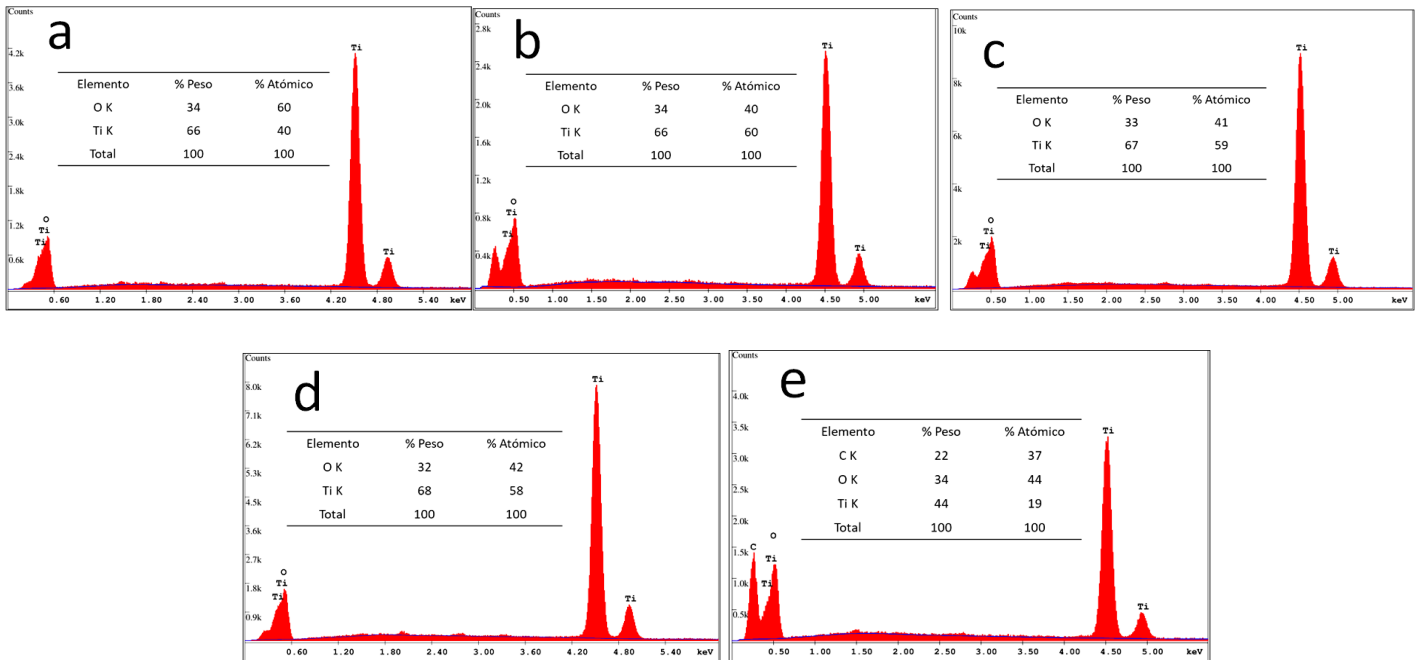 a
Counts
4.2k
3.6k
3.0k
2.4k
1.8k
1.2k
0.6k
Elemento % Peso % Atómico
O K 34 60
Ti K 66 40
Total 100 100
Ti
O
Ti
Ti
Ti
0.60 1.20 1.80 2.40 3.00 3.60 4.20 4.80 5.40 keV
b
Counts
2.8k
2.4k
2.0k
1.6k
1.2k
0.8k
0.4k
Elemento % Peso % Atómico
O K 34 40
Ti K 66 60
Total 100 100
Ti
O
Ti
Ti
Ti
0.50 1.00 1.50 2.00 2.50 3.00 3.50 4.00 4.50 5.00 keV
c
Counts
10k
8k
6k
4k
2k
Elemento % Peso % Atómico
O K 33 41
Ti K 67 59
Total 100 100
Ti
O
Ti
Ti
Ti
0.50 1.00 1.50 2.00 2.50 3.00 3.50 4.00 4.50 5.00 keV
d
Counts
8.0k
7.1k
6.2k
5.3k
4.5k
3.6k
2.7k
1.8k
0.9k
Elemento % Peso % Atómico
O K 32 42
Ti K 68 58
Total 100 100
Ti
O
Ti
Ti
Ti
0.60 1.20 1.80 2.40 3.00 3.60 4.20 4.80 5.40 keV
e
Counts
4.0k
3.5k
3.0k
2.5k
2.0k
1.5k
1.0k
0.5k
Elemento % Peso % Atómico
C K 22 37
O K 34 44
Ti K 44 19
Total 100 100
Ti
C
O
Ti
Ti
Ti
0.50 1.00 1.50 2.00 2.50 3.00 3.50 4.00 4.50 5.00 keV